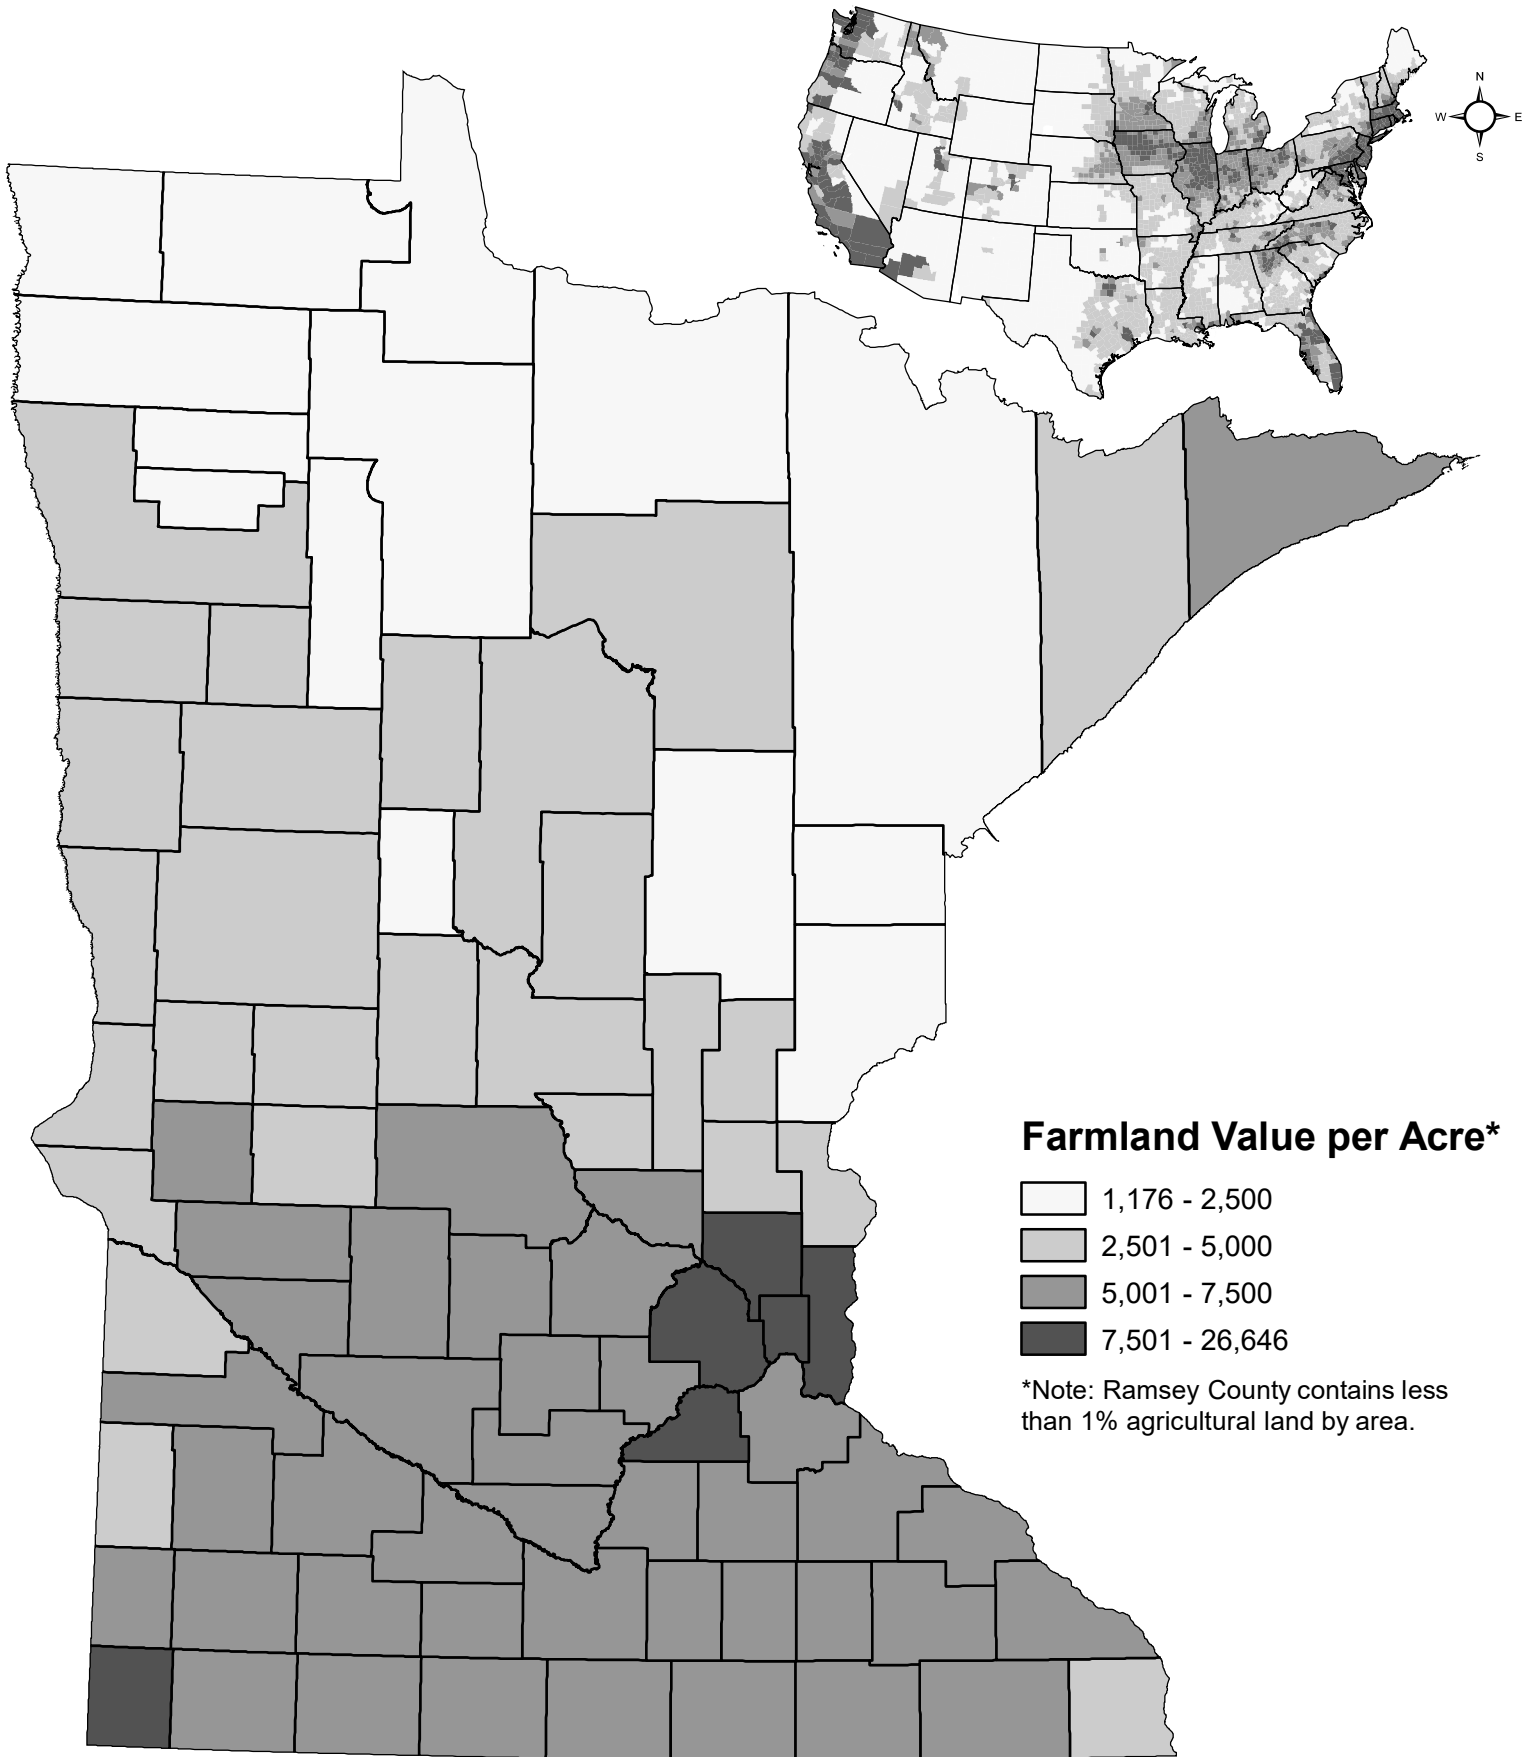 N
W E
S
Farmland Value per Acre*
1,176 - 2,500
2,501 - 5,000
5,001 - 7,500
7,501 - 26,646
*Note: Ramsey County contains less
than 1% agricultural land by area.